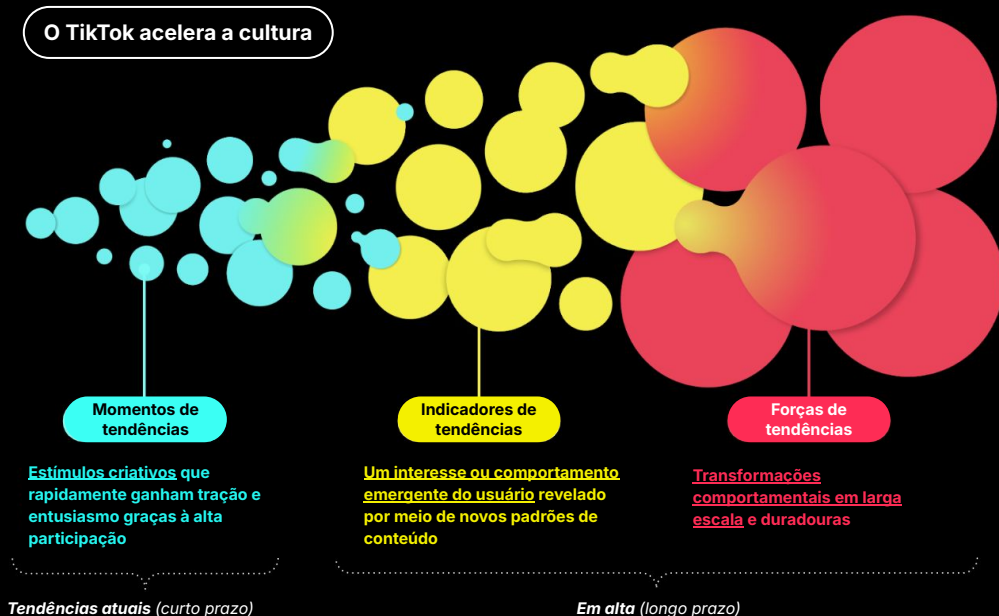 O TikTok acelera a cultura
Momentos de
tendências
Indicadores de
tendências
Forças de
tendências
Estímulos criativos que
rapidamente ganham tração e
entusiasmo graças à alta
participação
Um interesse ou comportamento
emergente do usuário revelado
por meio de novos padrões de
conteúdo
Transformações
comportamentais em larga
escala e duradouras
Tendências atuais (curto prazo)
Em alta (longo prazo)